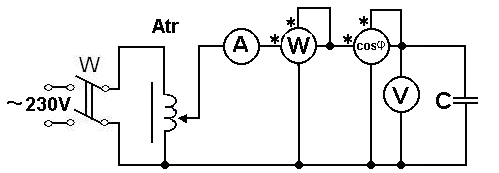 Atr
W
~230V
A
* * W
* * cosφ
V
C